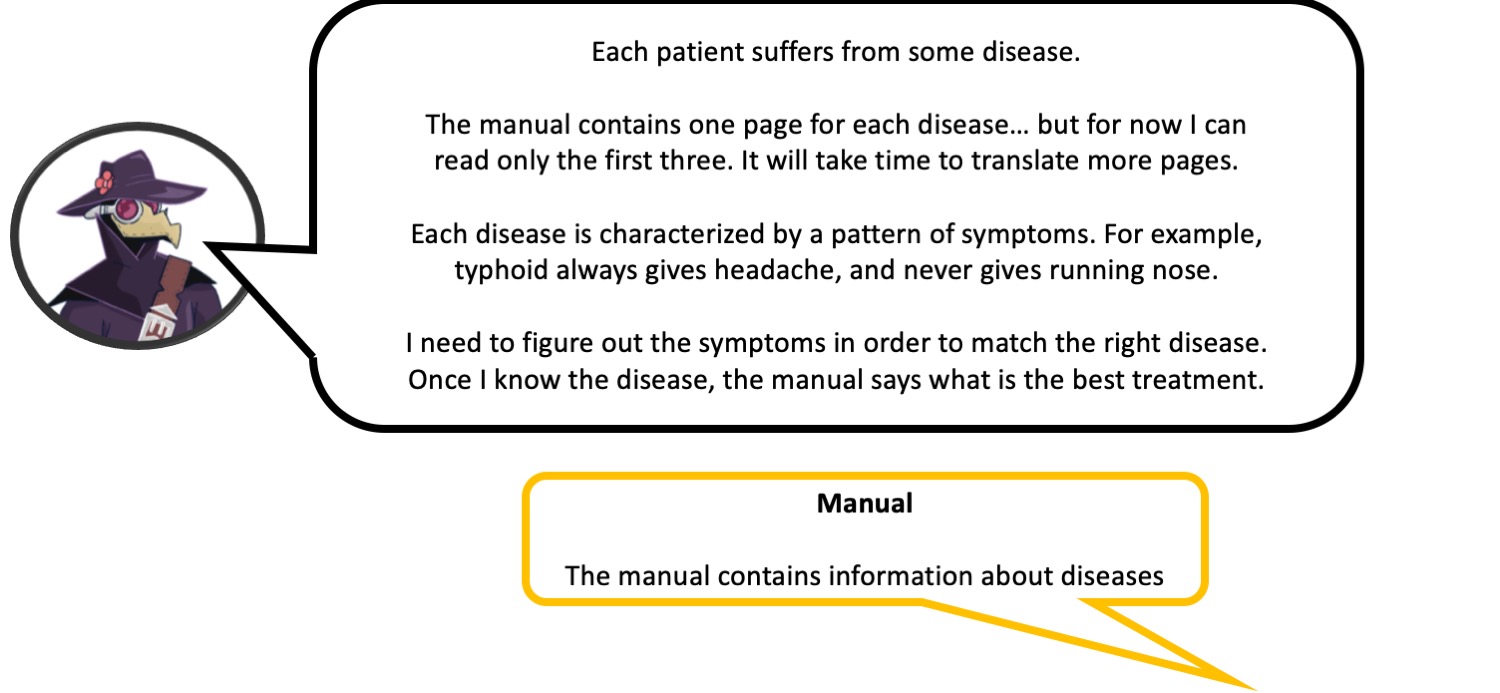 Each patient suffers from some disease.
The manual contains one page for each disease... but for now I can
read only the first three. It will take time to translate more pages.
Each disease is characterized by a pattern of symptoms. For example,
typhoid always gives headache, and never gives running nose.
I need to figure out the symptoms in order to match the right disease.
Once I know the disease, the manual says what is the best treatment.
Manual
The manual contains information about diseases